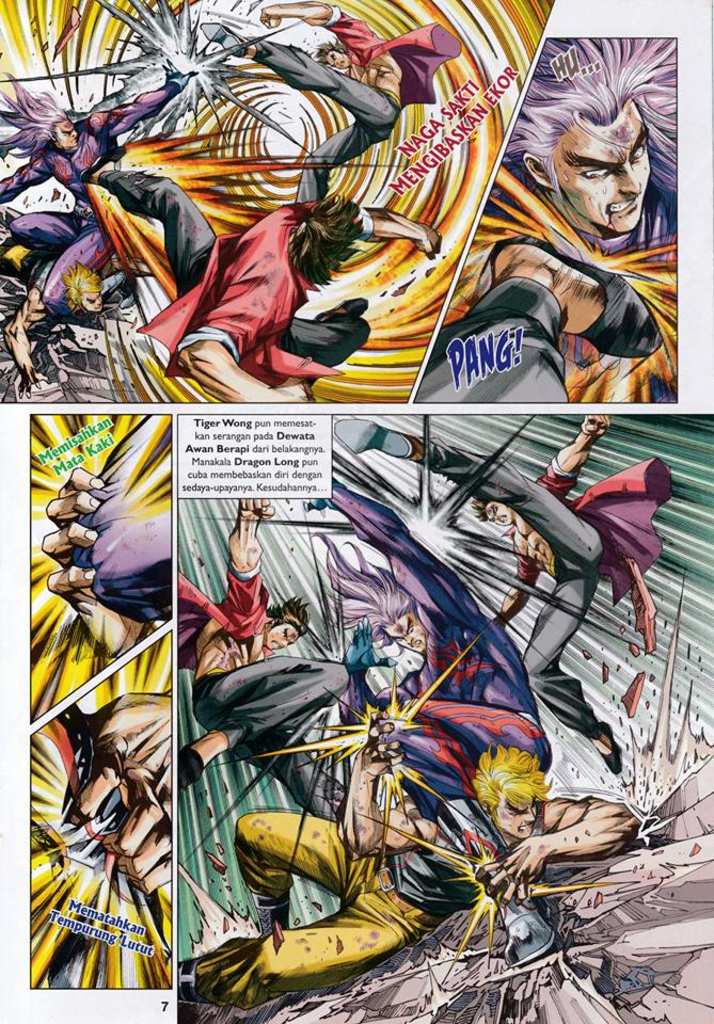 NAGA SAKTI
MENGIBASKAN EKOR
HU...
PANG!
Memisahkan
Mata Kaki
Tiger Wong pun memesat-
kan serangan pada Dewata
Awan Berapi dari belakangnya.
Manakala Dragon Long pun
cuba membebaskan diri dengan
sedaya-upayanya. Kesudahannya...
Mematahkan
Tempurung Lutut
7